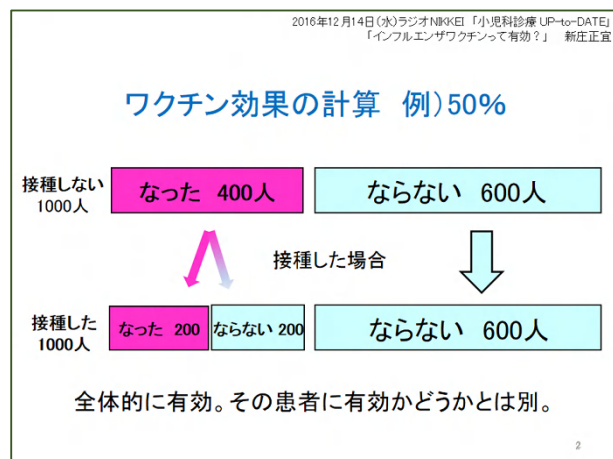 2016年12月14日(水)ラジオNIKKEI 「小児科診療 UP-to-DATE」
「インフルエンザワクチンって有効?」 新庄正宜
ワクチン効果の計算 例)50%
接種しない
1000人
なった 400人
ならない 600人
接種した場合
接種した
1000人
なった 200
ならない 200
ならない 600人
全体的に有効。その患者に有効かどうかとは別。
2